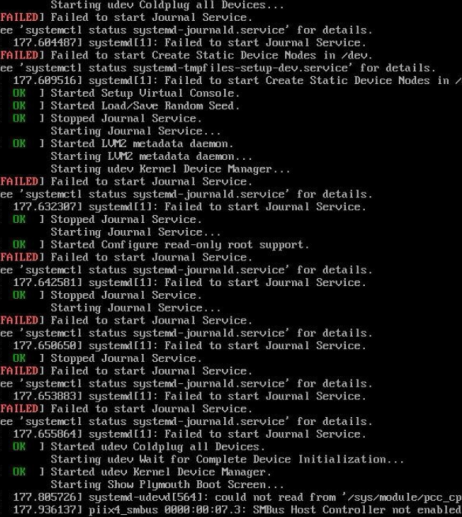 Starting udev Coldplug all Devices...
FAILED] Failed to start Journal Service.
ee 'systemctl status systemd-journald.service' for details.
177.604487] systemd[1]: Failed to start Journal Service.
FAILED] Failed to start Create Static Device Nodes in /dev.
ee 'systemctl status systemd-tmpfiles-setup-dev.service' for details.
177.609516] systemd[1]: Failed to start Create Static Device Nodes in /
OK ] Started Setup Virtual Console.
OK ] Started Load/Save Random Seed.
OK ] Stopped Journal Service.
Starting Journal Service...
OK ] Started LVM2 metadata daemon.
Starting LVM2 metadata daemon...
Starting udev Kernel Device Manager...
FAILED] Failed to start Journal Service.
ee 'systemctl status systemd-journald.service' for details.
177.632307] systemd[1]: Failed to start Journal Service.
OK ] Stopped Journal Service.
Starting Journal Service...
OK ] Started Configure read-only root support.
FAILED] Failed to start Journal Service.
ee 'systemctl status systemd-journald.service' for details.
177.642581] systemd[1]: Failed to start Journal Service.
OK ] Stopped Journal Service.
Starting Journal Service...
FAILED] Failed to start Journal Service.
ee 'systemctl status systemd-journald.service' for details.
177.650650] systemd[1]: Failed to start Journal Service.
OK ] Stopped Journal Service.
FAILED] Failed to start Journal Service.
ee 'systemctl status systemd-journald.service' for details.
177.653883] systemd[1]: Failed to start Journal Service.
FAILED] Failed to start Journal Service.
ee 'systemctl status systemd-journald.service' for details.
177.655864] systemd[1]: Failed to start Journal Service.
OK ] Started udev Coldplug all Devices.
Starting udev Wait for Complete Device Initialization...
OK ] Started udev Kernel Device Manager.
Starting Show Plymouth Boot Screen...
177.805726] systemd-udevd[564]: could not read from '/sys/module/pcc_cp
177.936137] piix4_smbus 0000:00:07.3: SMBus Host Controller not enabled